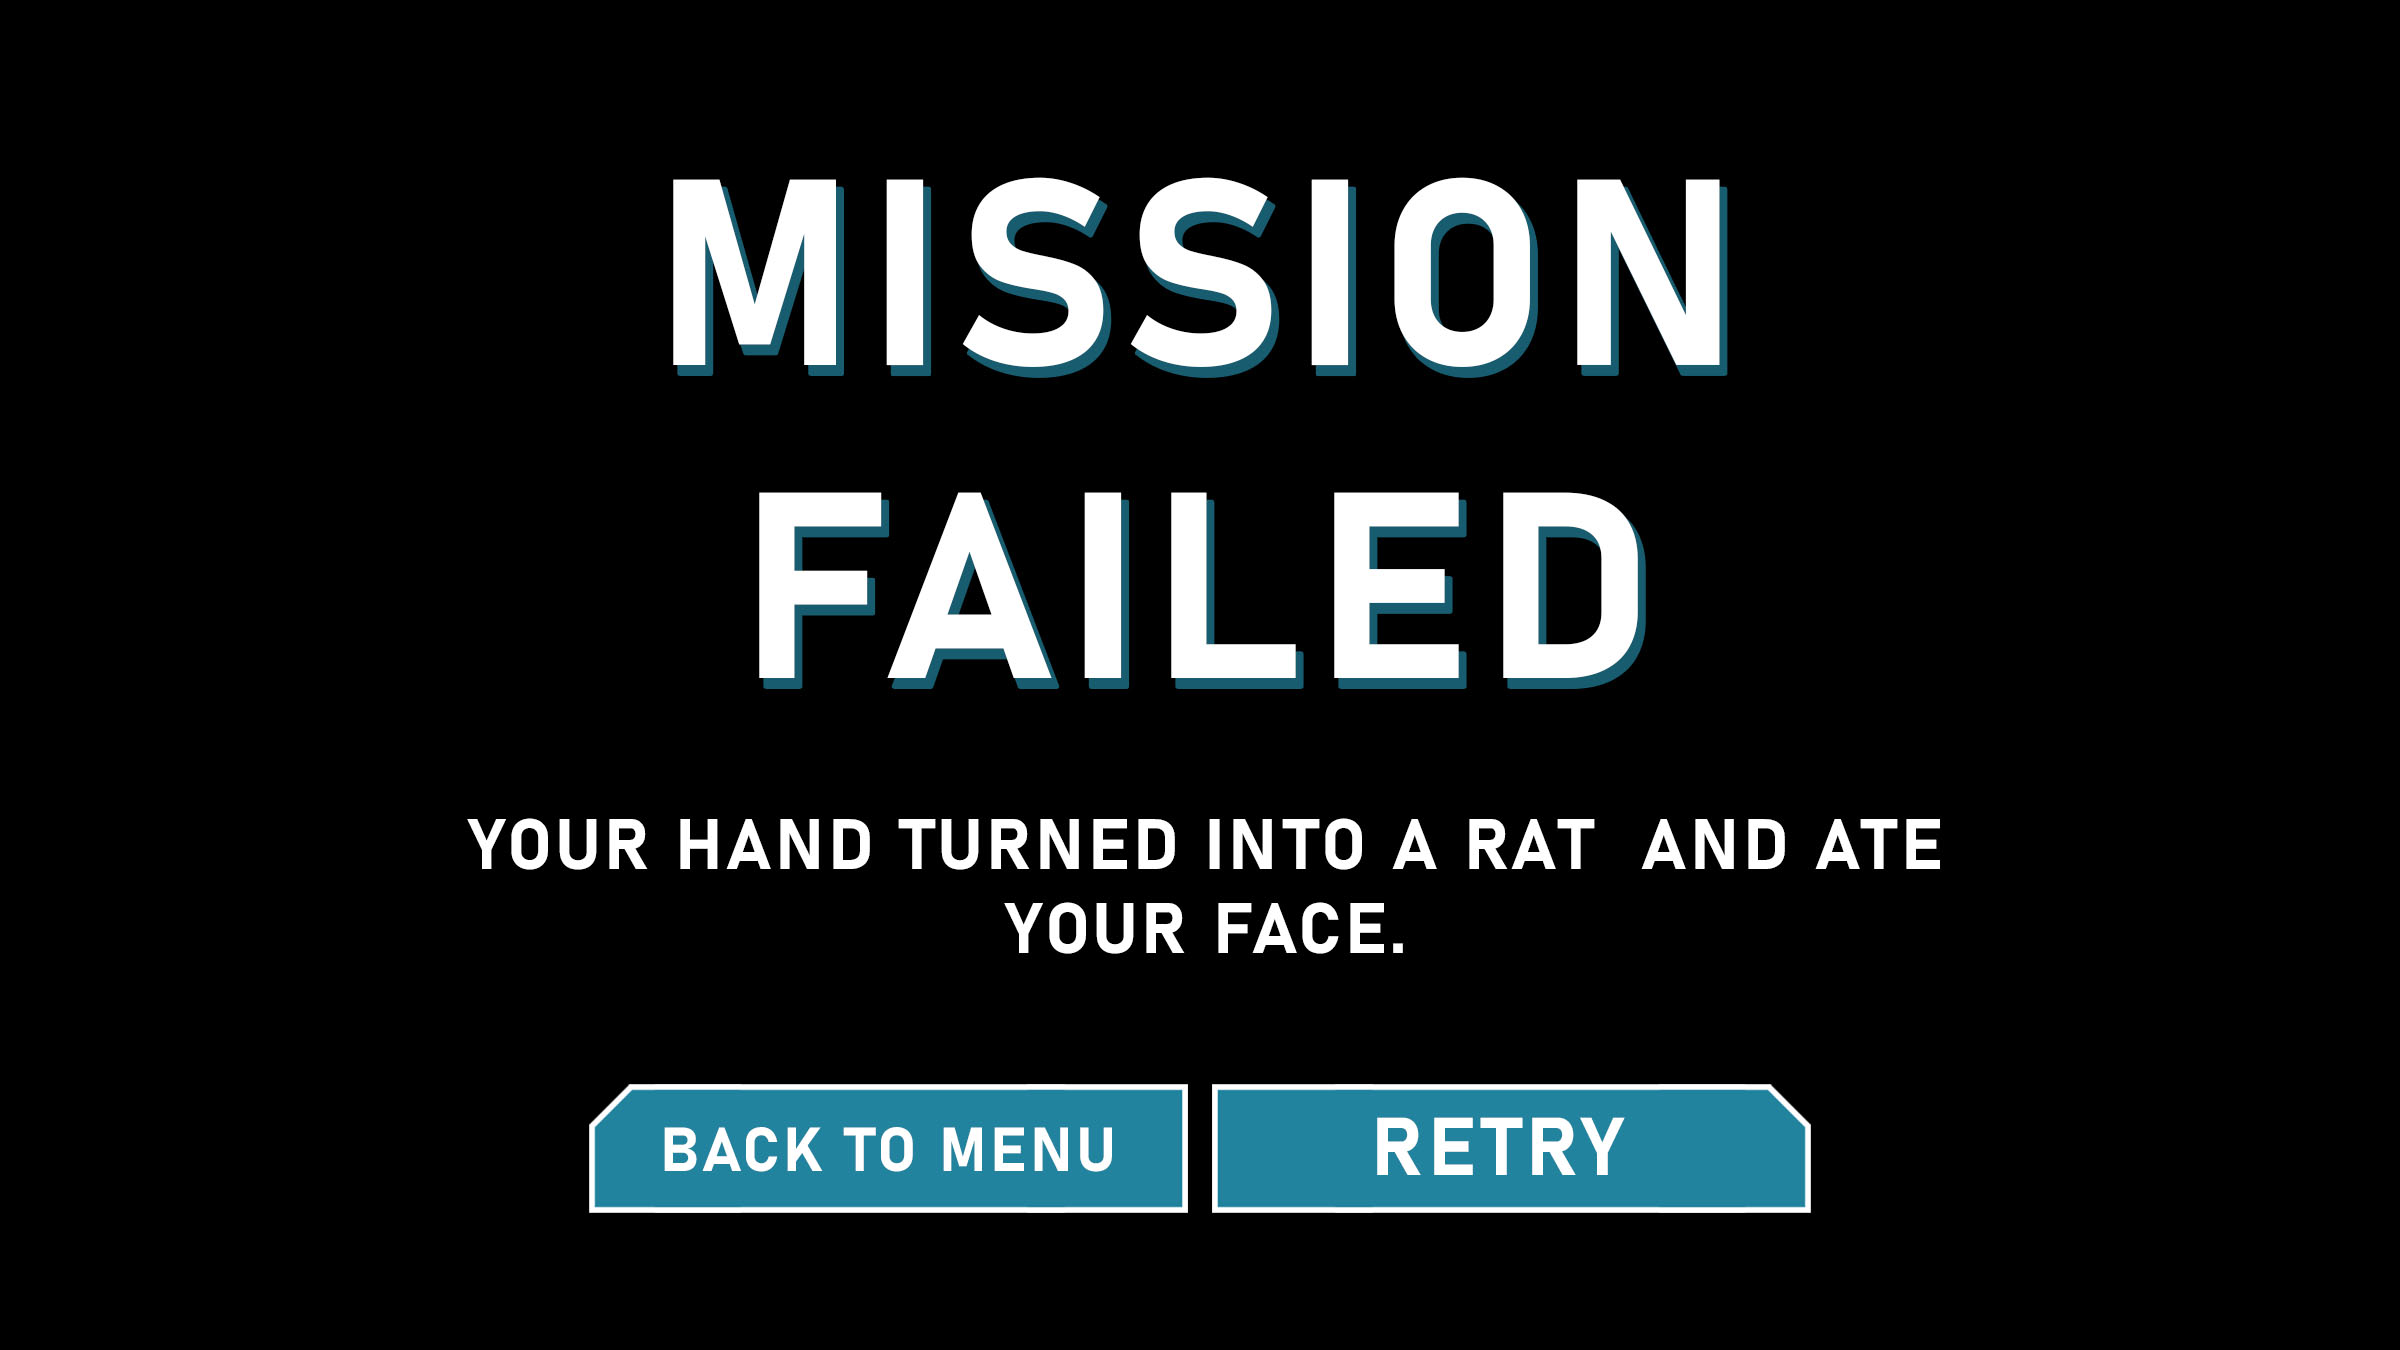 MISSION
FAILED
YOUR HAND TURNED INTO A RAT  AND ATE
YOUR FACE.
BACK TO MENU
RETRY